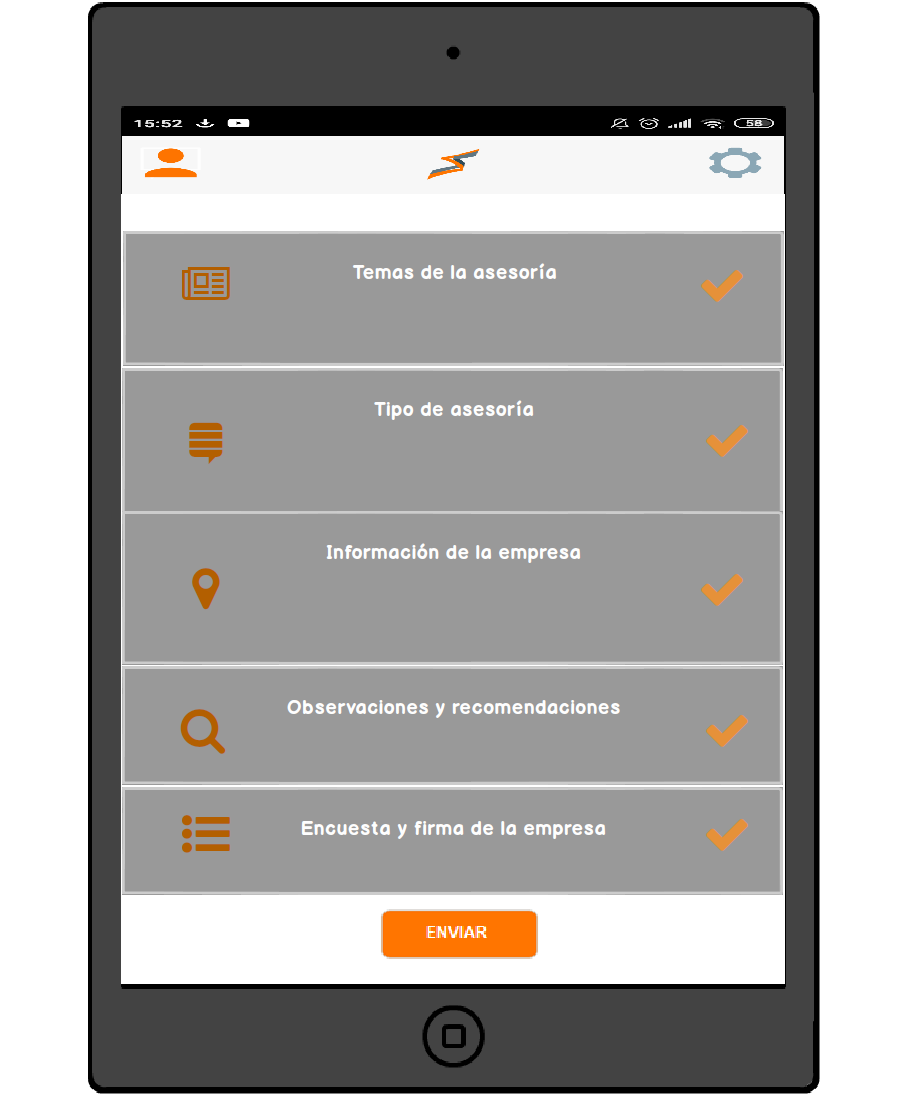 15:52
58
Temas de la asesoría
Tipo de asesoría
Información de la empresa
Observaciones y recomendaciones
Encuesta y firma de la empresa
ENVIAR